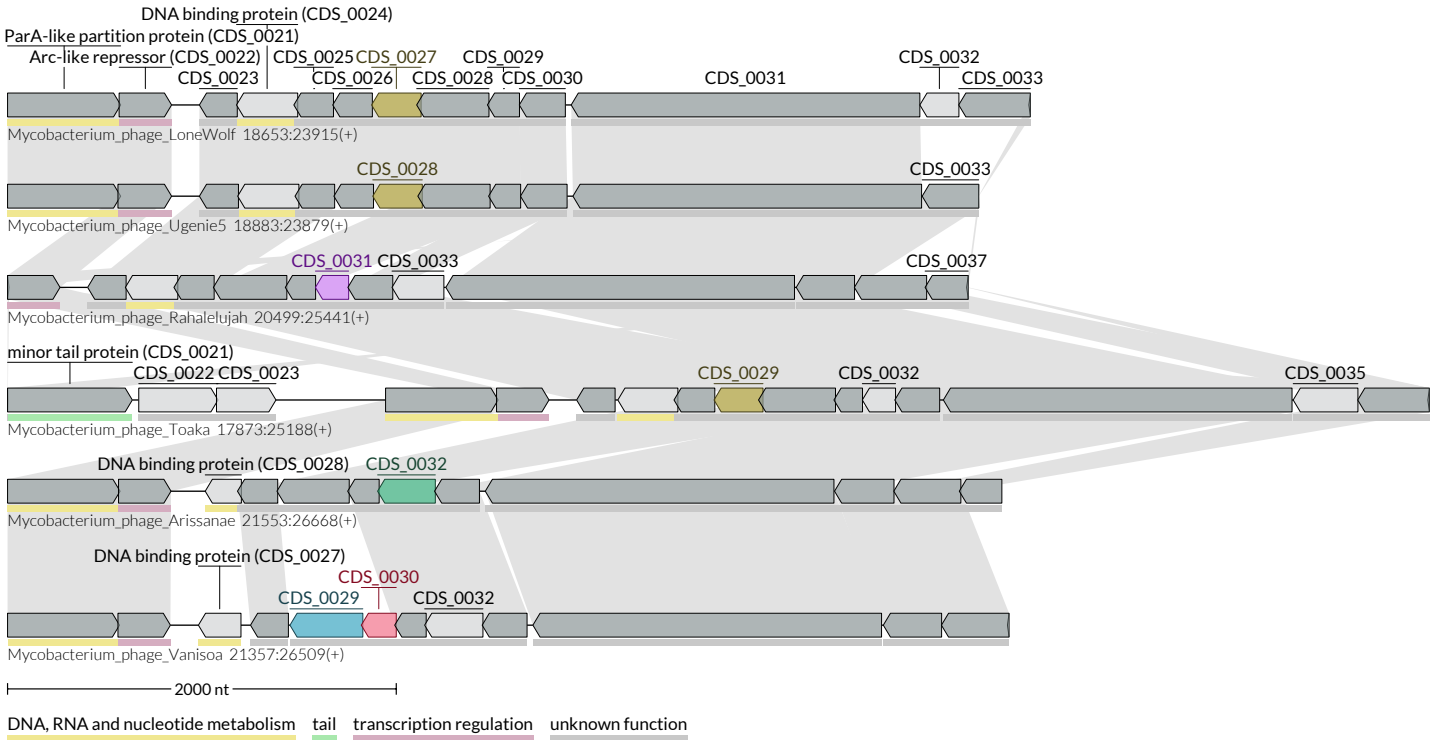 DNA binding protein (CDS_0024)
ParA-like partition protein (CDS_0021)
Arc-like repressor (CDS_0022) CDS_0025 CDS_0027 CDS_0029 CDS_0032
CDS_0023 CDS_0026 CDS_0028 CDS_0030 CDS_0031 CDS_0033
Mycobacterium_phage_LoneWolf 18653:23915(+)
CDS_0028 CDS_0033
Mycobacterium_phage_Ugenie5 18883:23879(+)
CDS_0031 CDS_0033 CDS_0037
Mycobacterium_phage_Rahalelujah 20499:25441(+)
minor tail protein (CDS_0021)
CDS_0022 CDS_0023 CDS_0029 CDS_0032 CDS_0035
Mycobacterium_phage_Toaka 17873:25188(+)
DNA binding protein (CDS_0028) CDS_0032
Mycobacterium_phage_Arissanae 21553:26668(+)
DNA binding protein (CDS_0027)
CDS_0030
CDS_0029 CDS_0032
Mycobacterium_phage_Vanisoa 21357:26509(+)
2000 nt
DNA, RNA and nucleotide metabolism tail transcription regulation unknown function